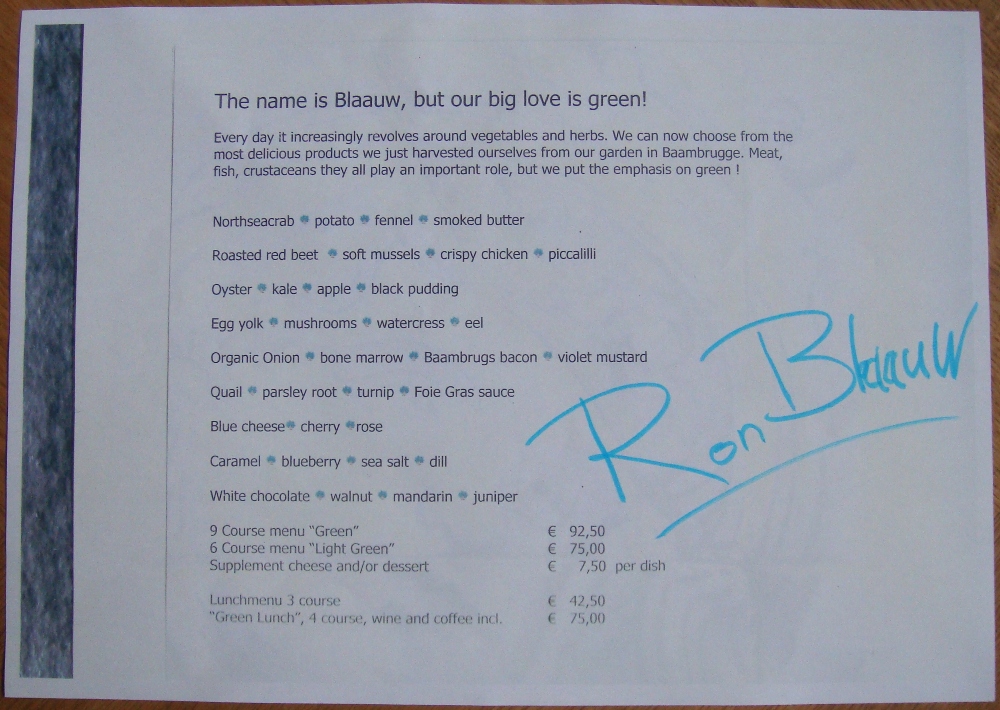 The name is Blaauw, but our big love is green!
Every day it increasingly revolves around vegetables and herbs. We can now choose from the
most delicious products we just harvested ourselves from our garden in Baambrugge. Meat,
fish, crustaceans they all play an important role, but we put the emphasis on green !
Northseacrab • potato • fennel • smoked butter
Roasted red beet • soft mussels • crispy chicken • piccalilli
Oyster • kale • apple • black pudding
Egg yolk • mushrooms • watercress • eel
Organic Onion • bone marrow • Baambrugs bacon • violet mustard
Quail • parsley root • turnip • Foie Gras sauce
Blue cheese • cherry • rose
Caramel • blueberry • sea salt • dill
White chocolate • walnut • mandarin • juniper
Ron Blaauw
9 Course menu "Green" € 92,50
6 Course menu "Light Green" € 75,00
Supplement cheese and/or dessert € 7,50 per dish
Lunchmenu 3 course € 42,50
"Green Lunch", 4 course, wine and coffee incl. € 75,00